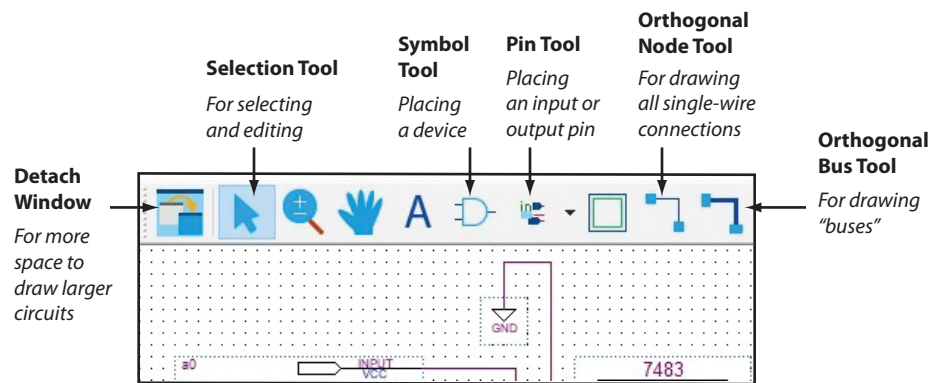 Detach
Window
For more
space to
draw larger
circuits
Selection Tool
For selecting
and editing
Symbol
Tool
Placing
a device
Pin Tool
Placing
an input or
output pin
Orthogonal
Node Tool
For drawing
all single-wire
connections
Orthogonal
Bus Tool
For drawing
“buses”
A
in
GND
a0
INPUT
VCC
7483